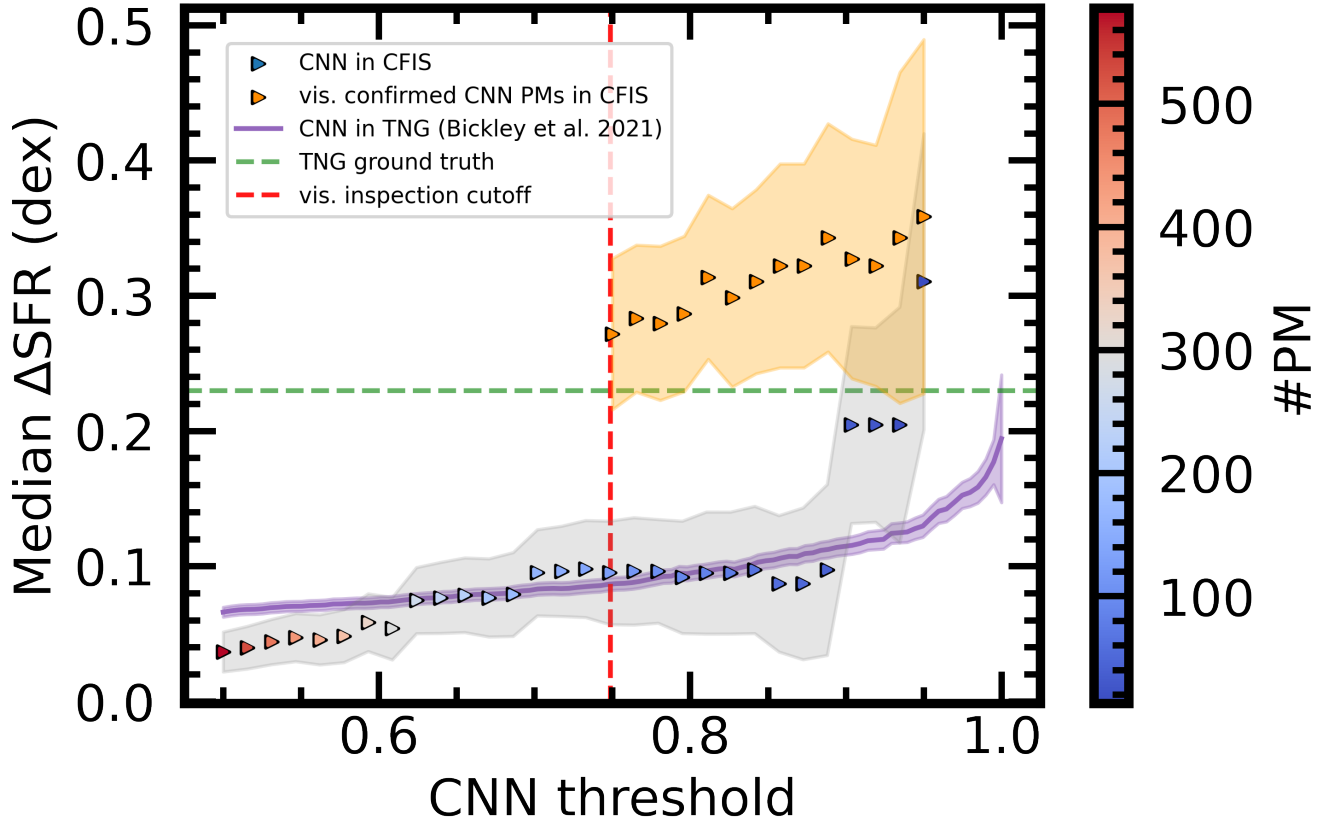 0.5
0.4
0.3
0.2
0.1
0.0
Median ΔSFR (dex)
CNN in CFIS
vis. confirmed CNN PMs in CFIS
CNN in TNG (Bickley et al. 2021)
TNG ground truth
vis. inspection cutoff
0.6 0.8 1.0
CNN threshold
500
400
300
200
100
#PM